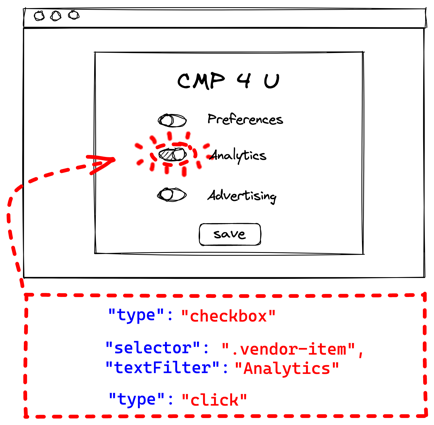 CMP 4 U
Preferences
Analytics
Advertising
save
"type": "checkbox"
"selector": ".vendor-item",
"textFilter": "Analytics"
"type": "click"